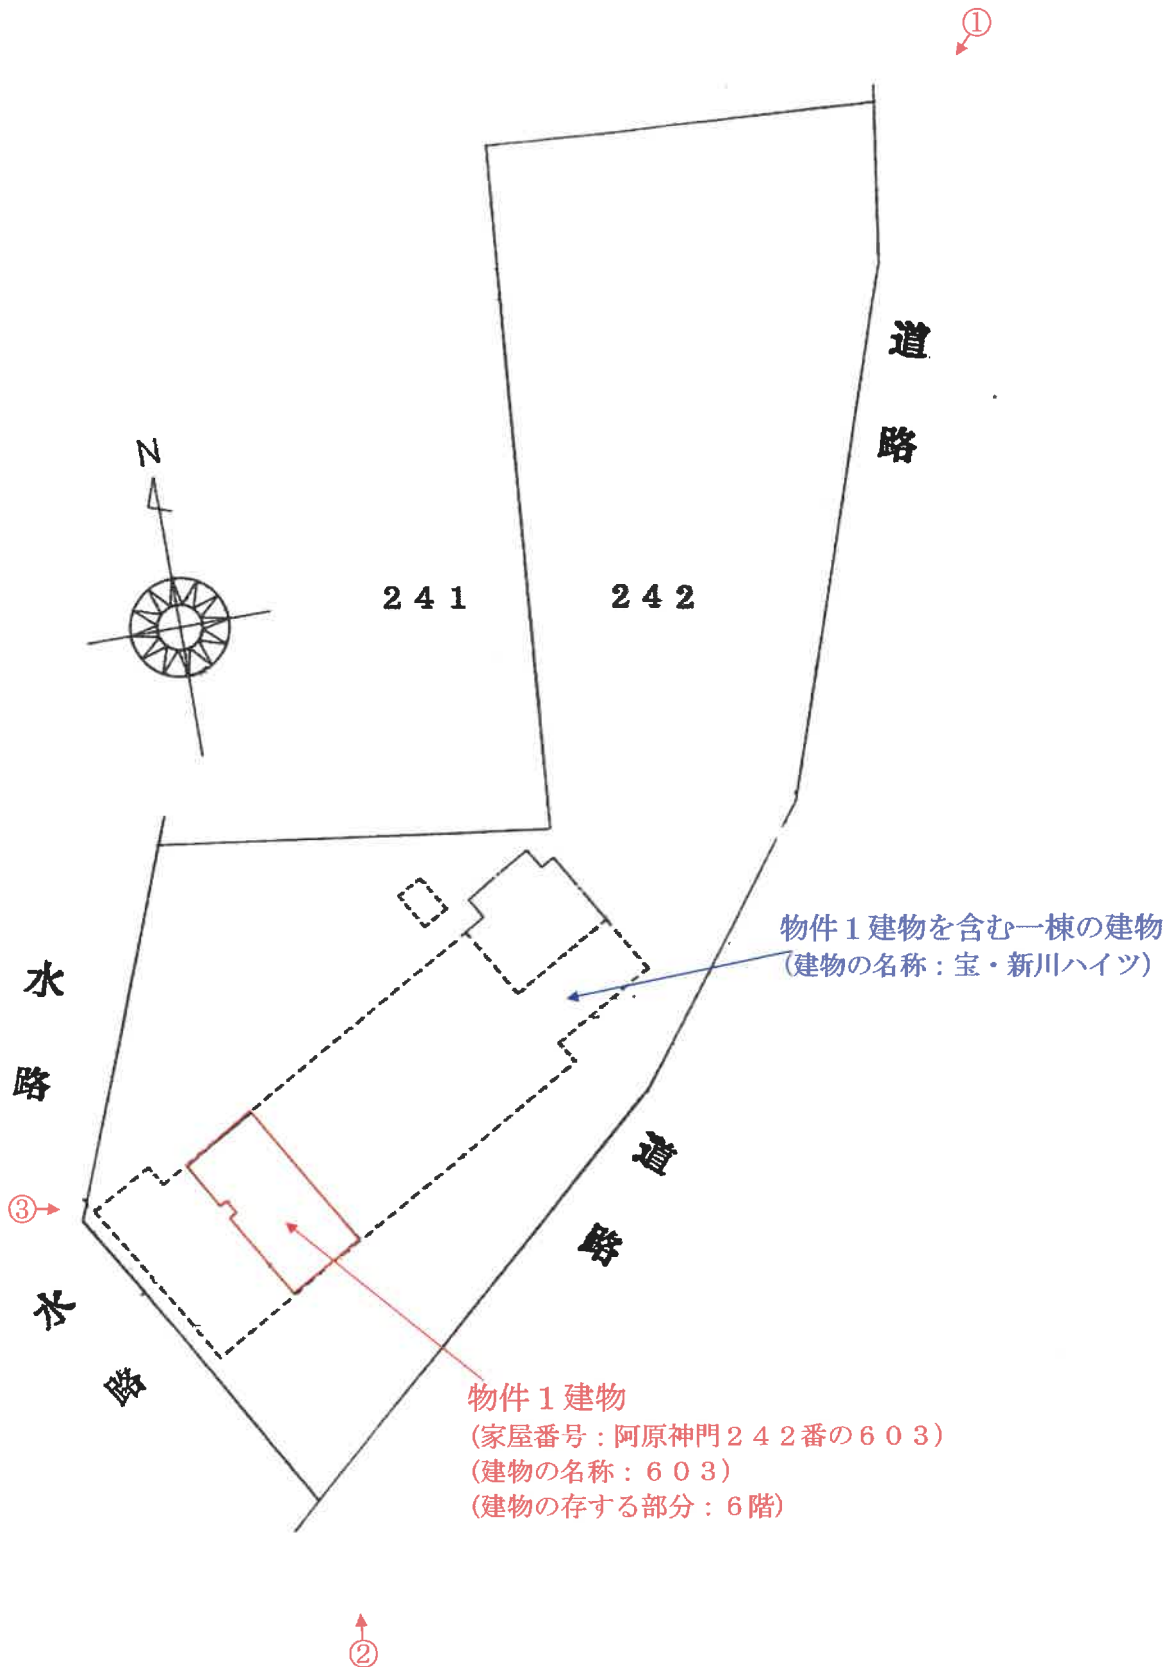 ①
道
路
N
２４１
２４２
物件１建物を含む一棟の建物
(建物の名称：宝・新川ハイツ)
水
路
道
路
③
水
路
物件１建物
(家屋番号：阿原神門２４２番の６０３)
(建物の名称：６０３)
(建物の存する部分：６階)
②